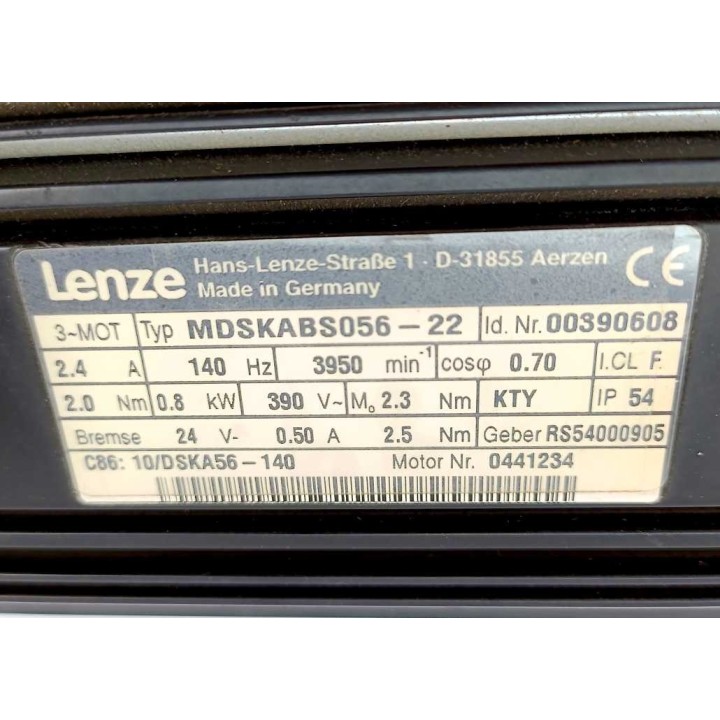 Lenze Hans-Lenze-Straße 1 · D-31855 Aerzen CE
Made in Germany
3~MOT Typ MDSKABS056-22 Id. Nr. 00390608
2.4 A 140 Hz 3950 min⁻¹ cosφ 0.70 I.CL F.
2.0 Nm 0.8 kW 390 V~ M₀ 2.3 Nm KTY IP 54
Bremse 24 V- 0.50 A 2.5 Nm Geber RS54000905
C86: 10/DSKA56-140 Motor Nr. 0441234